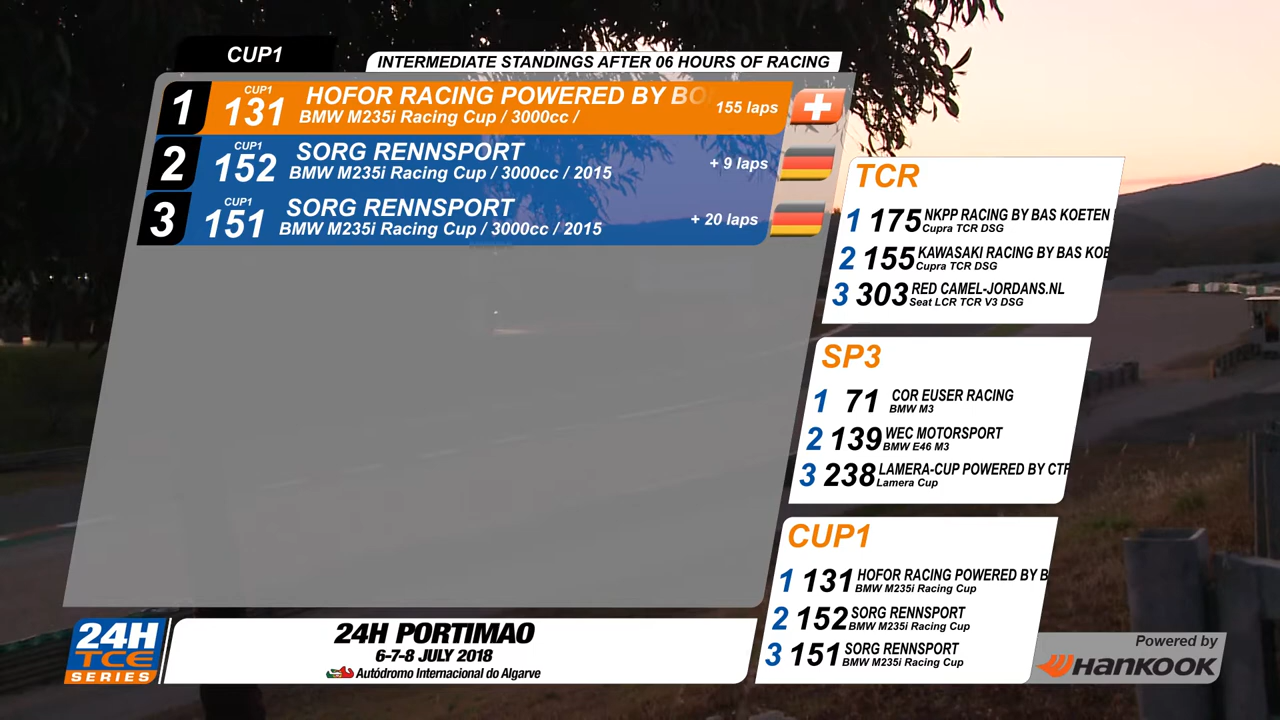 CUP1
INTERMEDIATE STANDINGS AFTER 06 HOURS OF RACING
1 CUP1 131 HOFOR RACING POWERED BY 155 laps
BMW M235i Racing Cup / 3000cc /
2 CUP1 152 SORG RENNSPORT + 9 laps
BMW M235i Racing Cup / 3000cc / 2015
3 CUP1 151 SORG RENNSPORT + 20 laps
BMW M235i Racing Cup / 3000cc / 2015
TCR
1 175 NKPP RACING BY BAS KOETEN
Cupra TCR DSG
2 155 KAWASAKI RACING BY BAS KOE
Cupra TCR DSG
3 303 RED CAMEL-JORDANS.NL
Seat LCR TCR V3 DSG
SP3
1 71 COR EUSER RACING
BMW M3
2 139 WEC MOTORSPORT
BMW E46 M3
3 238 LAMERA-CUP POWERED BY CTF
Lamera Cup
CUP1
1 131 HOFOR RACING POWERED BY B
BMW M235i Racing Cup
2 152 SORG RENNSPORT
BMW M235i Racing Cup
3 151 SORG RENNSPORT
BMW M235i Racing Cup
24H
TCE
SERIES
24H PORTIMAO
6-7-8 JULY 2018
Autódromo Internacional do Algarve
Powered by
HANKOOK